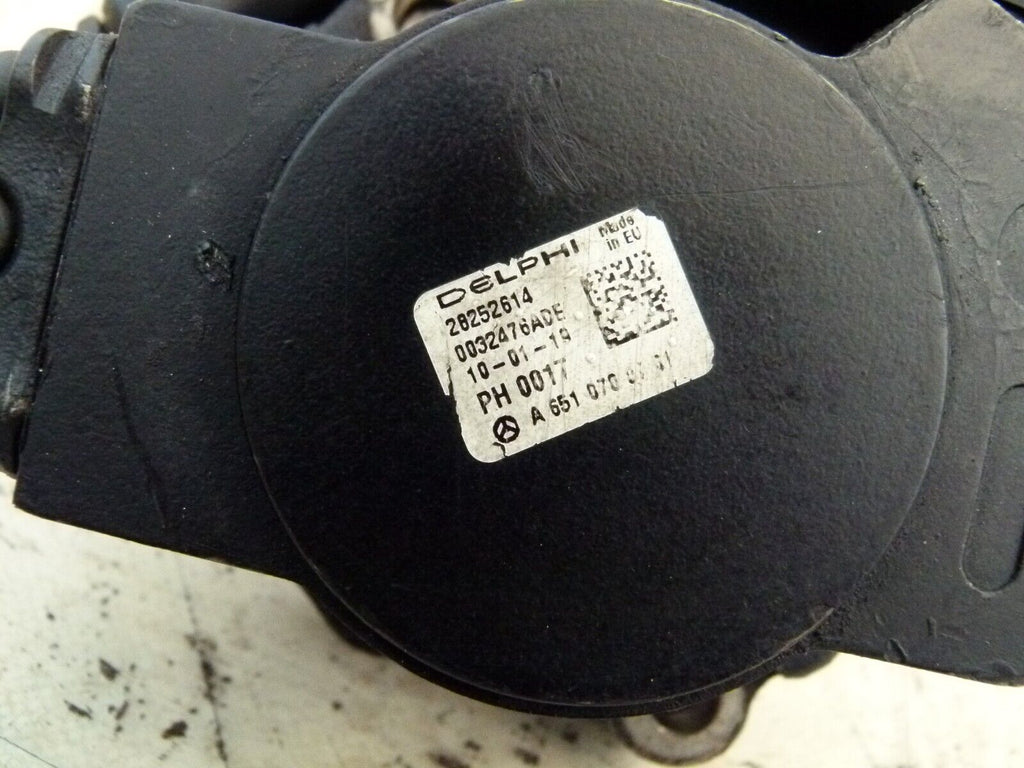 DELPHI
Made
in EU
28252614
0032476ADE
10-01-19
PH 0017
A 651 070